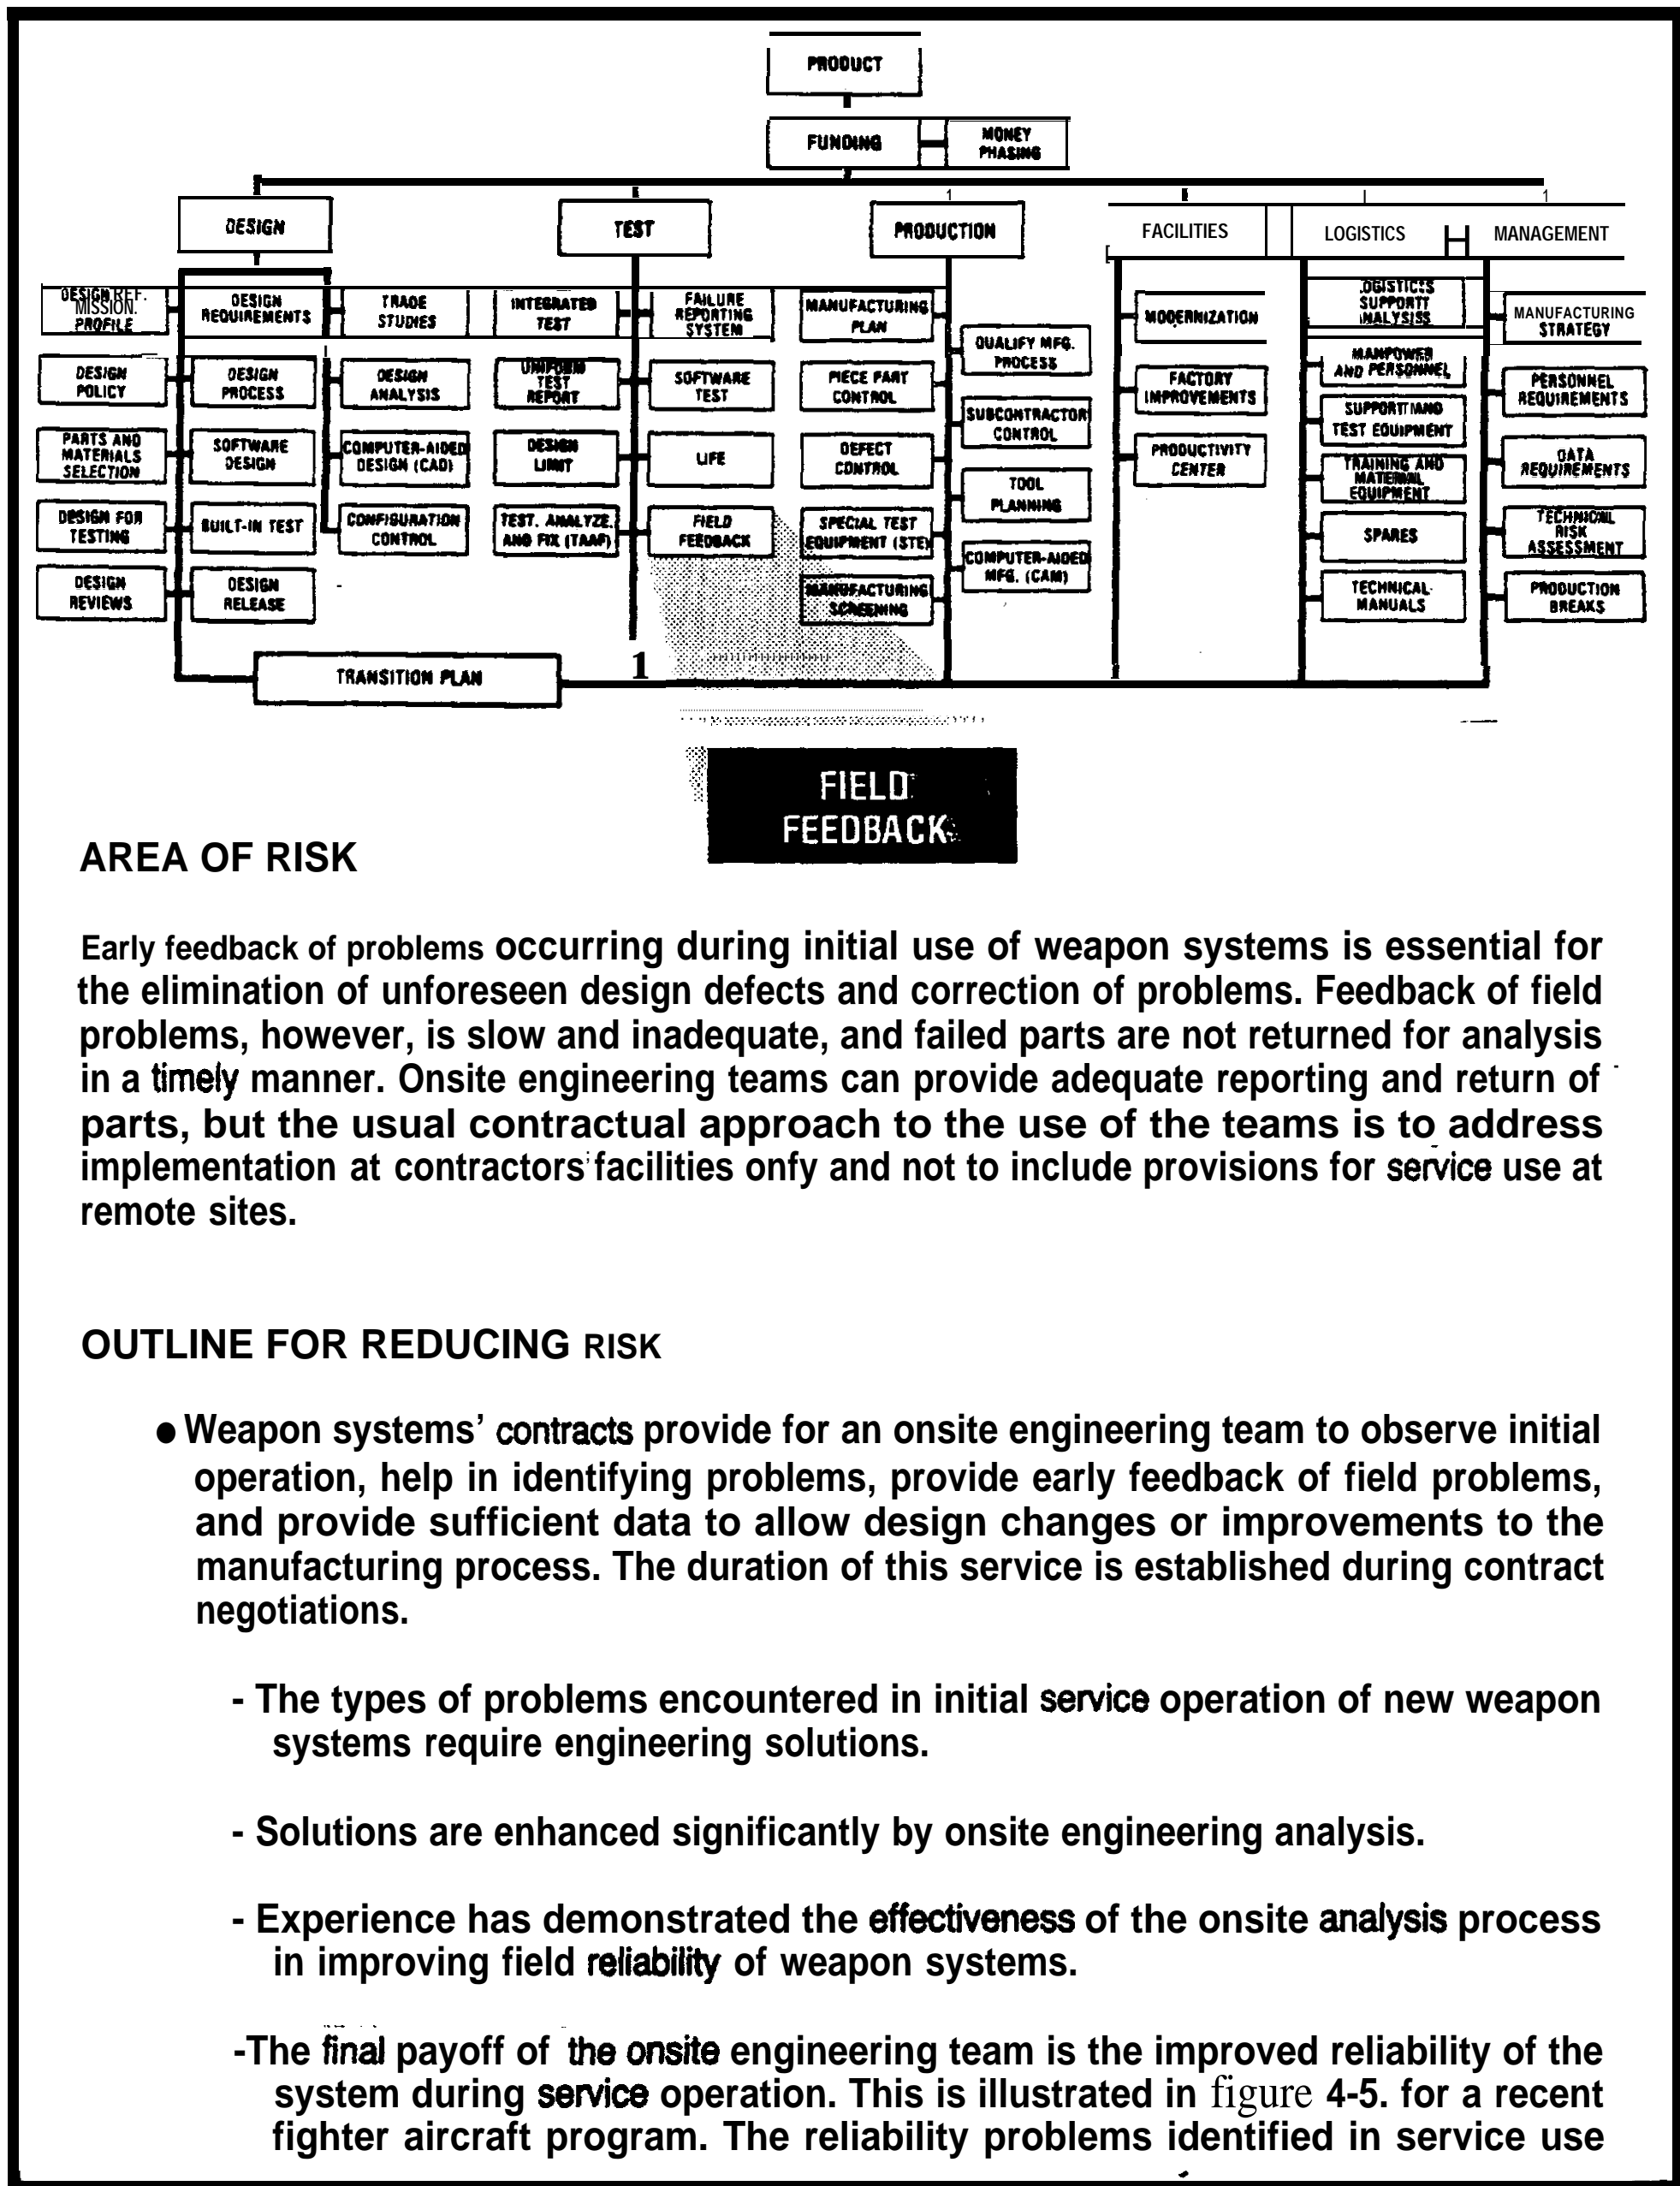 PRODUCT
FUNDING
MONEY
PHASING
DESIGN
TEST
PRODUCTION
FACILITIES
LOGISTICS
MANAGEMENT
DESIGN REF.
MISSION.
PROFILE
DESIGN
REQUIREMENTS
TRADE
STUDIES
INTEGRATED
TEST
FAILURE
REPORTING
SYSTEM
MANUFACTURING
PLAN
QUALIFY MFG.
PROCESS
MODERNIZATION
SUPPORTT
MANUFACTURING
STRATEGY
DESIGN
POLICY
DESIGN
PROCESS
DESIGN
ANALYSIS
UNIFORM
TEST
REPORT
SOFTWARE
TEST
PIECE PART
CONTROL
SUBCONTRACTOR
CONTROL
FACTORY
IMPROVEMENTS
MANPOWER
AND PERSONNEL
PERSONNEL
REQUIREMENTS
PARTS AND
MATERIALS
SELECTION
SOFTWARE
DESIGN
COMPUTER-AIDED
DESIGN (CAD)
DESIGN
LIMIT
LIFE
DEFECT
CONTROL
TOOL
PLANNING
PRODUCTIVITY
CENTER
TEST EQUIPMENT
DATA
REQUIREMENTS
TRAINING AND
MATERIAL
EQUIPMENT
DESIGN FOR
TESTING
BUILT-IN TEST
CONFIGURATION
CONTROL
TEST. ANALYZE.
AND FIX (TAAF)
FIELD
FEEDBACK
SPECIAL TEST
EQUIPMENT (STE)
COMPUTER-AIDED
MFG. (CAM)
SPARES
TECHNICAL
RISK
ASSESSMENT
DESIGN
REVIEWS
DESIGN
RELEASE
MANUFACTURING
SCREENING
TECHNICAL
MANUALS
PRODUCTION
BREAKS
TRANSITION PLAN
1
FIELD
FEEDBACK
AREA OF RISK
Early feedback of problems occurring during initial use of weapon systems is essential for
the elimination of unforeseen design defects and correction of problems. Feedback of field
problems, however, is slow and inadequate, and failed parts are not returned for analysis
in a timely manner. Onsite engineering teams can provide adequate reporting and return of
parts, but the usual contractual approach to the use of the teams is to address
implementation at contractors' facilities onfy and not to include provisions for service use at
remote sites.
OUTLINE FOR REDUCING RISK
● Weapon systems' contracts provide for an onsite engineering team to observe initial
operation, help in identifying problems, provide early feedback of field problems,
and provide sufficient data to allow design changes or improvements to the
manufacturing process. The duration of this service is established during contract
negotiations.
- The types of problems encountered in initial service operation of new weapon
systems require engineering solutions.
- Solutions are enhanced significantly by onsite engineering analysis.
- Experience has demonstrated the effectiveness of the onsite analysis process
in improving field reliability of weapon systems.
-The final payoff of the onsite engineering team is the improved reliability of the
system during service operation. This is illustrated in figure 4-5. for a recent
fighter aircraft program. The reliability problems identified in service use